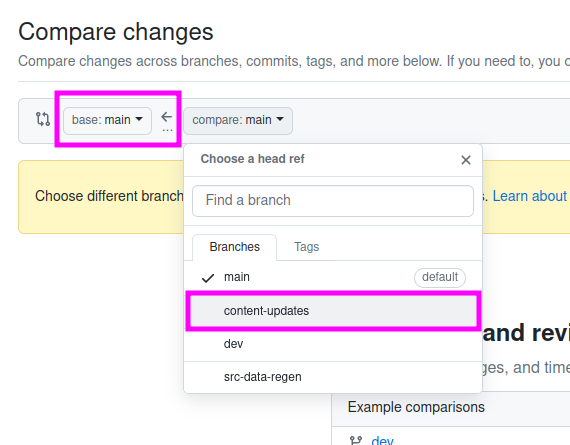 Compare changes
Compare changes across branches, commits, tags, and more below. If you need to, you c
base: main
compare: main
Choose a head ref
Choose different branch
s. Learn about
Find a branch
Branches
Tags
main
default
content-updates
dev
src-data-regen
and revi
ges, and time
Example comparisons
dev